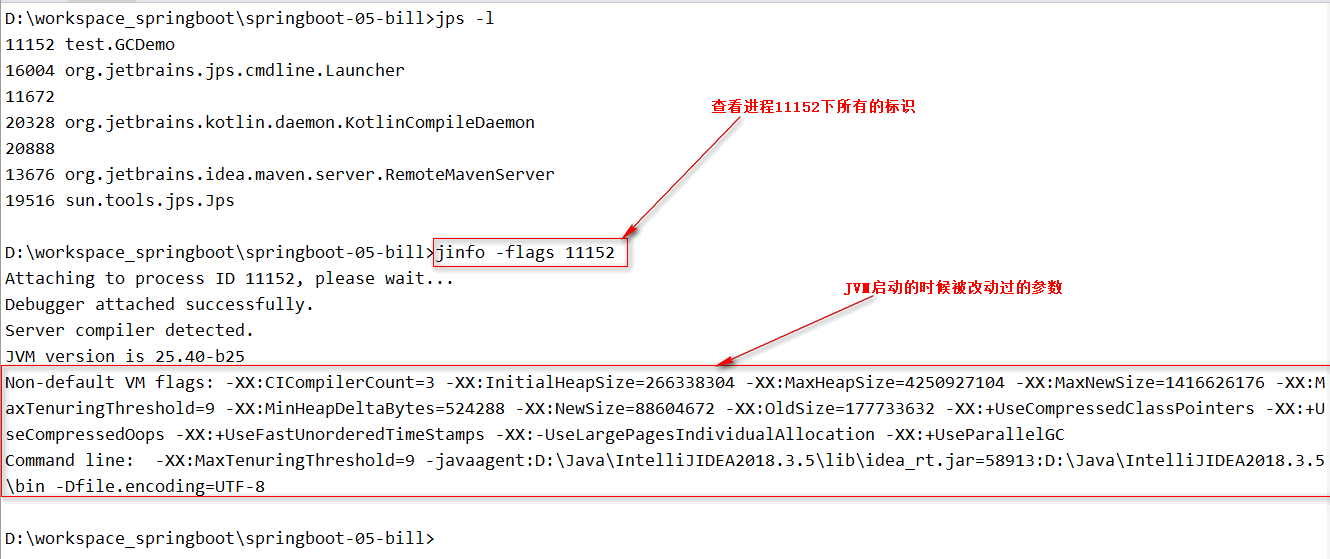 D:\workspace_springboot\springboot-05-bill>jps -l
11152 test.GCDemo
16004 org.jetbrains.jps.cmdline.Launcher
11672
查看进程11152下所有的标识
20328 org.jetbrains.kotlin.daemon.KotlinCompileDaemon
20888
13676 org.jetbrains.idea.maven.server.RemoteMavenServer
19516 sun.tools.jps.Jps
D:\workspace_springboot\springboot-05-bill>jinfo -flags 11152
Attaching to process ID 11152, please wait...
JVM启动的时候被改动过的参数
Debugger attached successfully.
Server compiler detected.
JVM version is 25.40-b25
Non-default VM flags: -XX:CICompilerCount=3 -XX:InitialHeapSize=266338304 -XX:MaxHeapSize=4250927104 -XX:MaxNewSize=1416626176 -XX:M
axTenuringThreshold=9 -XX:MinHeapDeltaBytes=524288 -XX:NewSize=88604672 -XX:OldSize=177733632 -XX:+UseCompressedClassPointers -XX:+U
seCompressedOops -XX:+UseFastUnorderedTimeStamps -XX:-UseLargePagesIndividualAllocation -XX:+UseParallelGC
Command line:  -XX:MaxTenuringThreshold=9 -javaagent:D:\Java\IntelliJIDEA2018.3.5\lib\idea_rt.jar=58913:D:\Java\IntelliJIDEA2018.3.5
\bin -Dfile.encoding=UTF-8
D:\workspace_springboot\springboot-05-bill>